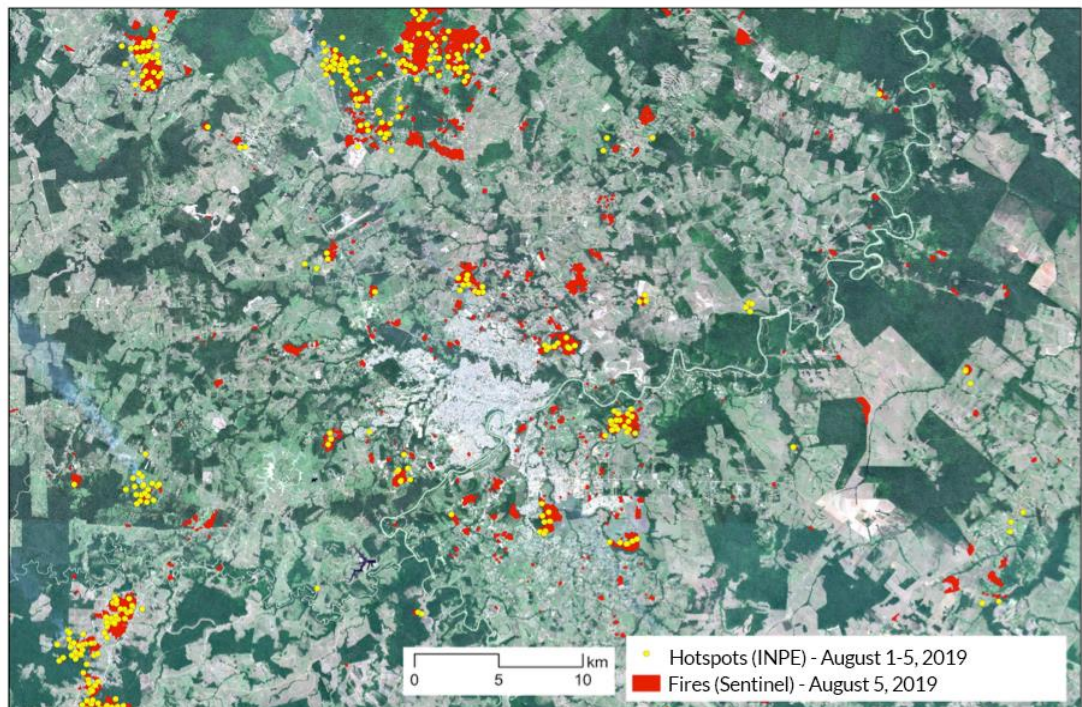 Hotspots (INPE) - August 1-5, 2019
Fires (Sentinel) - August 5, 2019
km
0 5 10